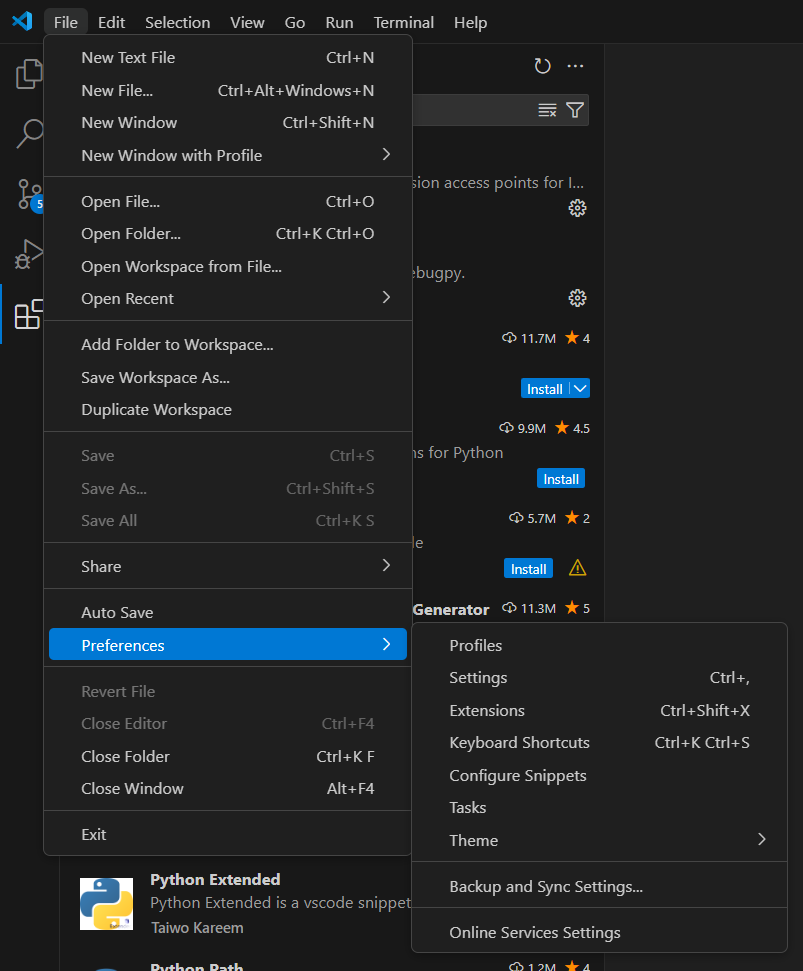 File Edit Selection View Go Run Terminal Help
New Text File Ctrl+N
New File... Ctrl+Alt+Windows+N
New Window Ctrl+Shift+N
New Window with Profile
Open File... Ctrl+O
Open Folder... Ctrl+K Ctrl+O
Open Workspace from File...
Open Recent
Add Folder to Workspace...
Save Workspace As...
Duplicate Workspace
Save Ctrl+S
Save As... Ctrl+Shift+S
Save All Ctrl+K S
Share
Auto Save
Preferences
Revert File
Close Editor Ctrl+F4
Close Folder Ctrl+K F
Close Window Alt+F4
Exit
5
access points for I...
11.7M 4
Install
9.9M 4.5
for Python
Install
5.7M 2
Install
Generator 11.3M 5
Profiles
Settings Ctrl+,
Extensions Ctrl+Shift+X
Keyboard Shortcuts Ctrl+K Ctrl+S
Configure Snippets
Tasks
Theme
Backup and Sync Settings...
Online Services Settings
Python Extended
Python Extended is a vscode snippet
Taiwo Kareem
Python Path 1.2M 4